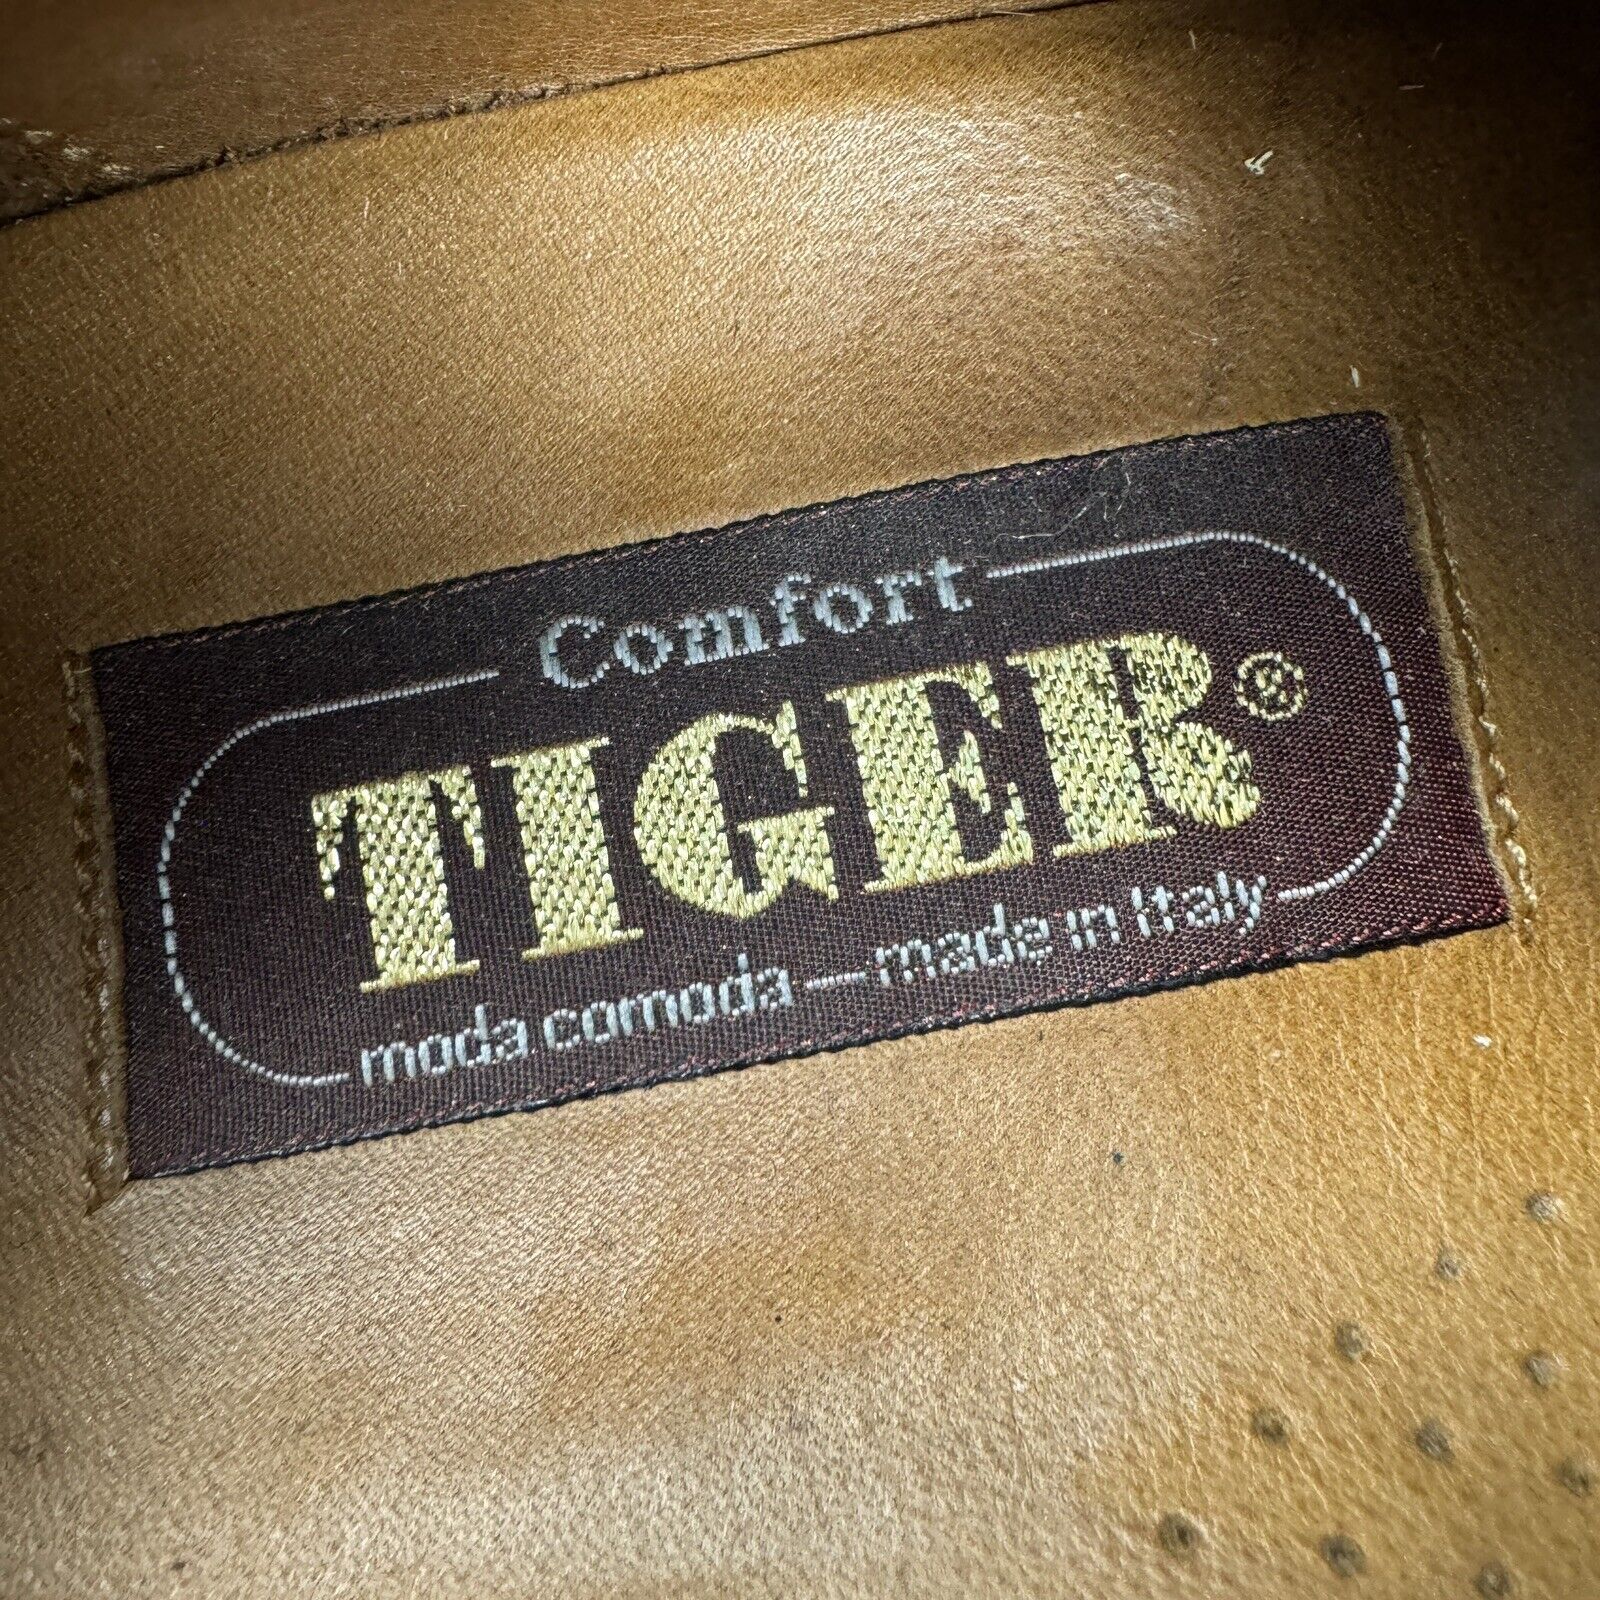 Comfort
TIGER®
moda comoda — made in Italy